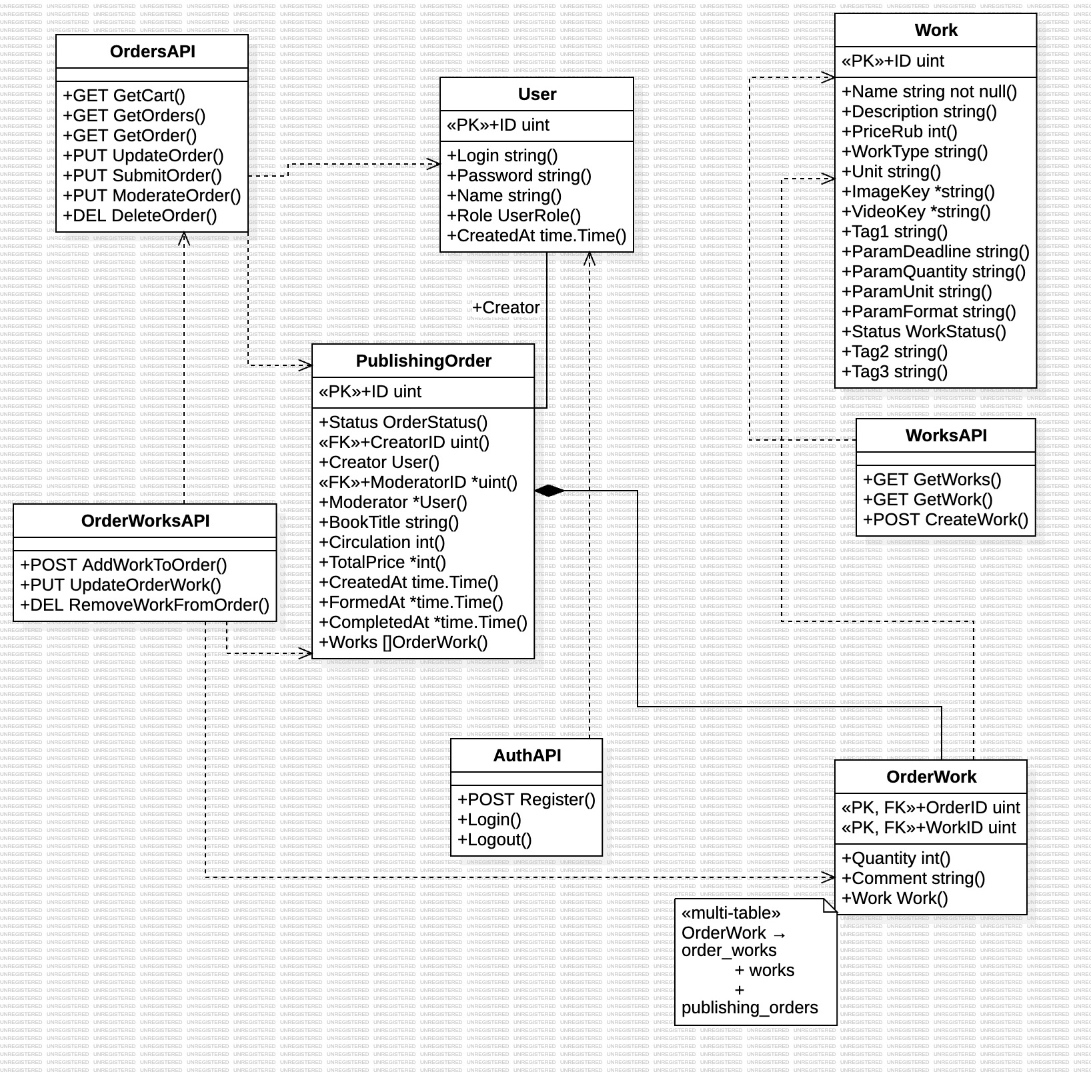 OrdersAPI
+GET GetCart()
+GET GetOrders()
+GET GetOrder()
+PUT UpdateOrder()
+PUT SubmitOrder()
+PUT ModerateOrder()
+DEL DeleteOrder()
User
«PK»+ID uint
+Login string()
+Password string()
+Name string()
+Role UserRole()
+CreatedAt time.Time()
Work
«PK»+ID uint
+Name string not null()
+Description string()
+PriceRub int()
+WorkType string()
+Unit string()
+ImageKey *string()
+VideoKey *string()
+Tag1 string()
+ParamDeadline string()
+ParamQuantity string()
+ParamUnit string()
+ParamFormat string()
+Status WorkStatus()
+Tag2 string()
+Tag3 string()
+Creator
PublishingOrder
«PK»+ID uint
+Status OrderStatus()
«FK»+CreatorID uint()
+Creator User()
«FK»+ModeratorID *uint()
+Moderator *User()
+BookTitle string()
+Circulation int()
+TotalPrice *int()
+CreatedAt time.Time()
+FormedAt *time.Time()
+CompletedAt *time.Time()
+Works []OrderWork()
WorksAPI
+GET GetWorks()
+GET GetWork()
+POST CreateWork()
OrderWorksAPI
+POST AddWorkToOrder()
+PUT UpdateOrderWork()
+DEL RemoveWorkFromOrder()
AuthAPI
+POST Register()
+Login()
+Logout()
OrderWork
«PK, FK»+OrderID uint
«PK, FK»+WorkID uint
+Quantity int()
+Comment string()
+Work Work()
«multi-table»
OrderWork →
order_works
+ works
+
publishing_orders
UNREGISTERED